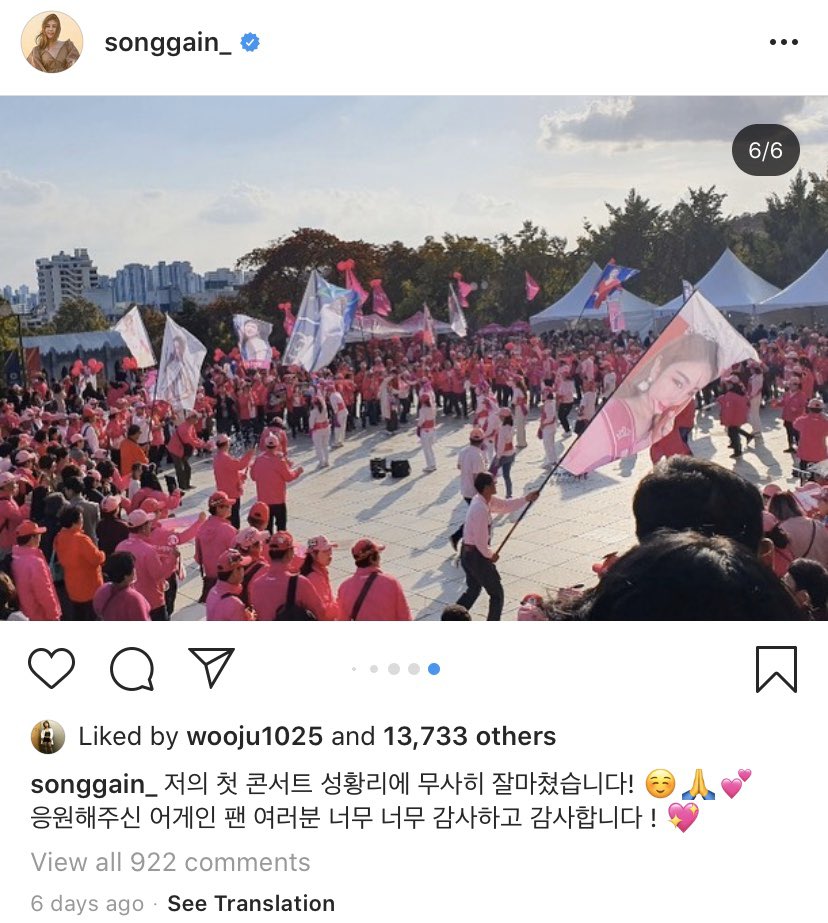 songgain_
6/6
Liked by wooju1025 and 13,733 others
songgain_ 저의 첫 콘서트 성황리에 무사히 잘마쳤습니다! ☺️🙏💕
응원해주신 어게인 팬 여러분 너무 너무 감사하고 감사합니다 ! 💖
View all 922 comments
6 days ago · See Translation